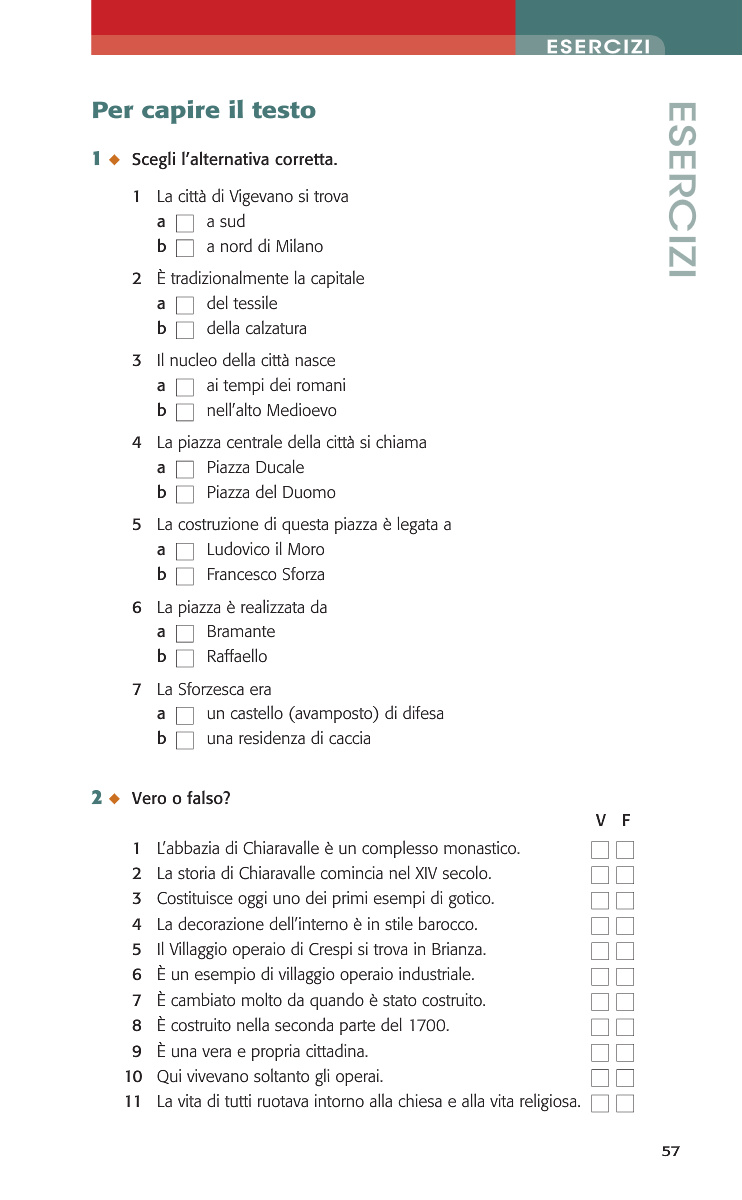 ESERCIZI
ESERCIZI
Per capire il testo
1 ◆ Scegli l'alternativa corretta.
1 La città di Vigevano si trova
a □ a sud
b □ a nord di Milano
2 È tradizionalmente la capitale
a □ del tessile
b □ della calzatura
3 Il nucleo della città nasce
a □ ai tempi dei romani
b □ nell'alto Medioevo
4 La piazza centrale della città si chiama
a □ Piazza Ducale
b □ Piazza del Duomo
5 La costruzione di questa piazza è legata a
a □ Ludovico il Moro
b □ Francesco Sforza
6 La piazza è realizzata da
a □ Bramante
b □ Raffaello
7 La Sforzesca era
a □ un castello (avamposto) di difesa
b □ una residenza di caccia
2 ◆ Vero o falso?
V F
1 L'abbazia di Chiaravalle è un complesso monastico. □ □
2 La storia di Chiaravalle comincia nel XIV secolo. □ □
3 Costituisce oggi uno dei primi esempi di gotico. □ □
4 La decorazione dell'interno è in stile barocco. □ □
5 Il Villaggio operaio di Crespi si trova in Brianza. □ □
6 È un esempio di villaggio operaio industriale. □ □
7 È cambiato molto da quando è stato costruito. □ □
8 È costruito nella seconda parte del 1700. □ □
9 È una vera e propria cittadina. □ □
10 Qui vivevano soltanto gli operai. □ □
11 La vita di tutti ruotava intorno alla chiesa e alla vita religiosa. □ □
57